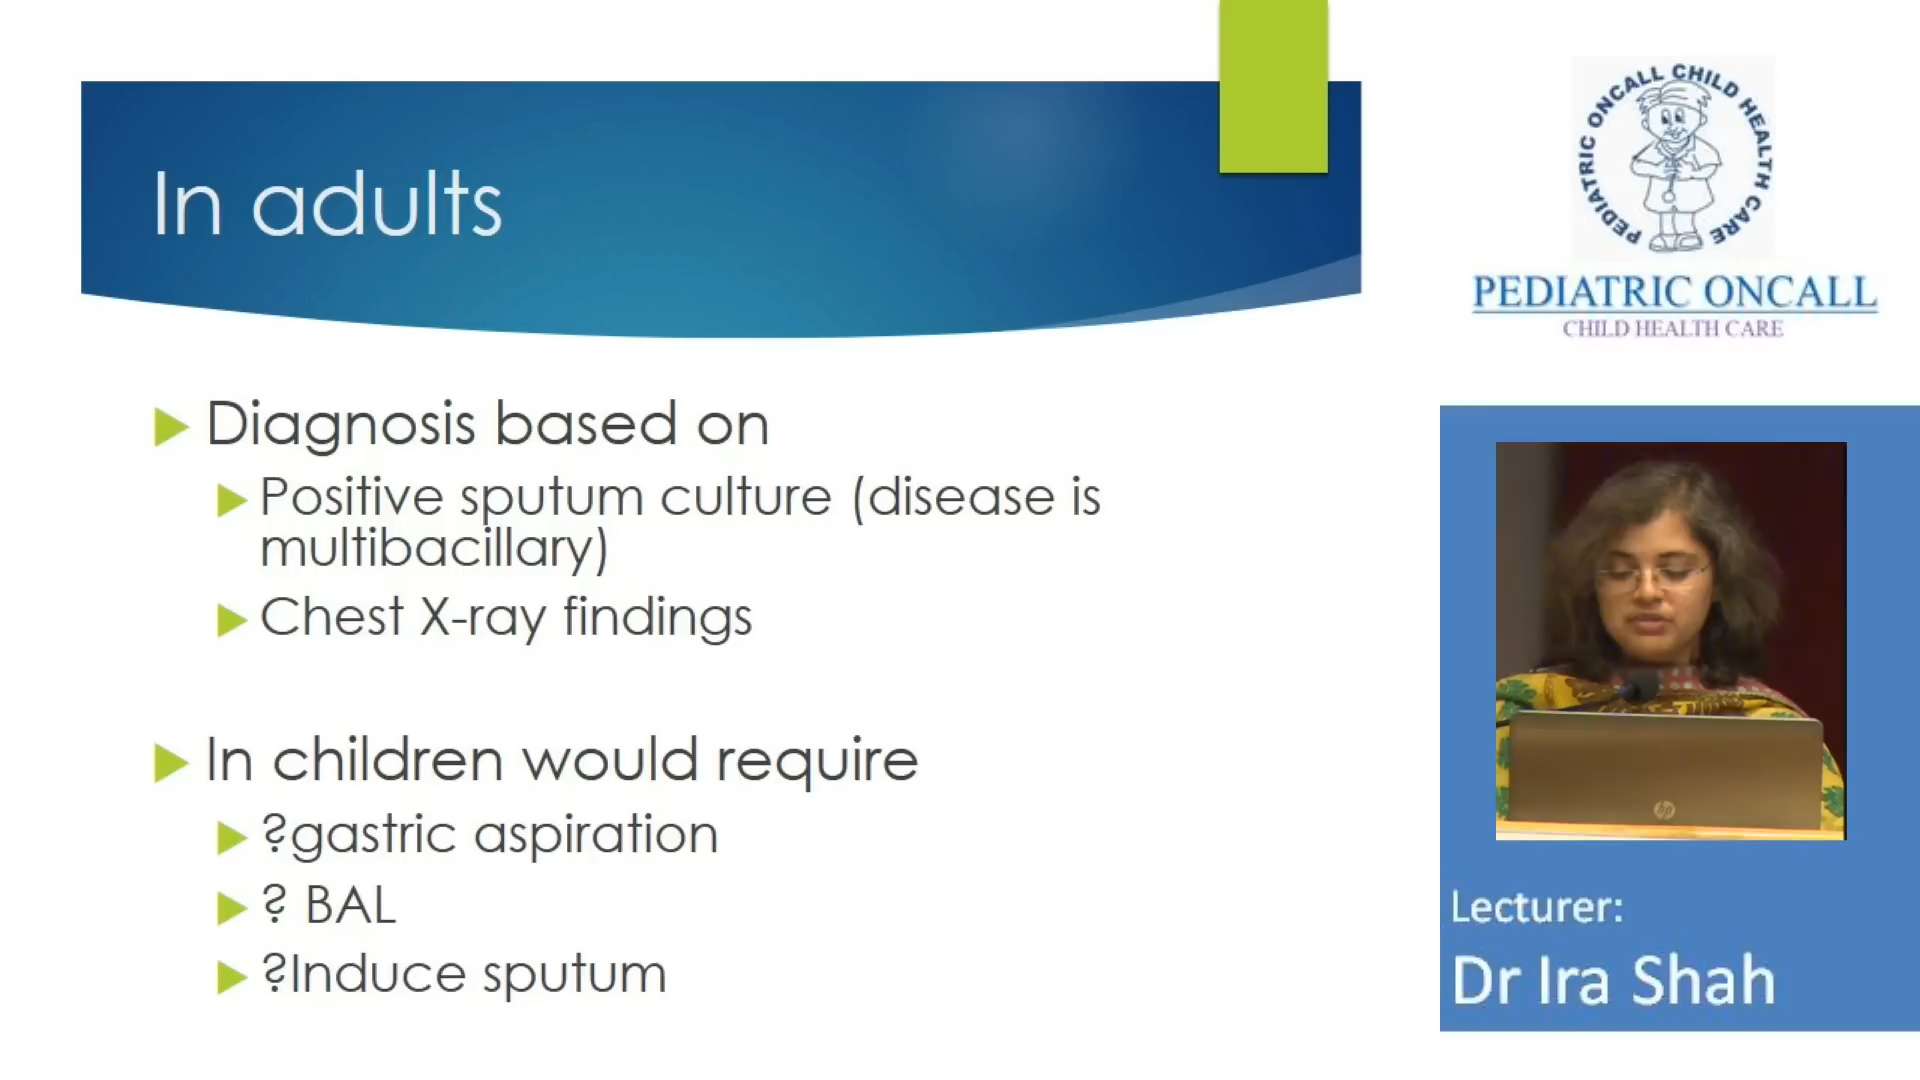 In adults
Diagnosis based on
Positive sputum culture (disease is
multibacillary)
Chest X-ray findings
In children would require
?gastric aspiration
? BAL
?Induce sputum
PEDIATRIC ONCALL CHILD HEALTH CARE
PEDIATRIC ONCALL
CHILD HEALTH CARE
hp
Lecturer:
Dr Ira Shah